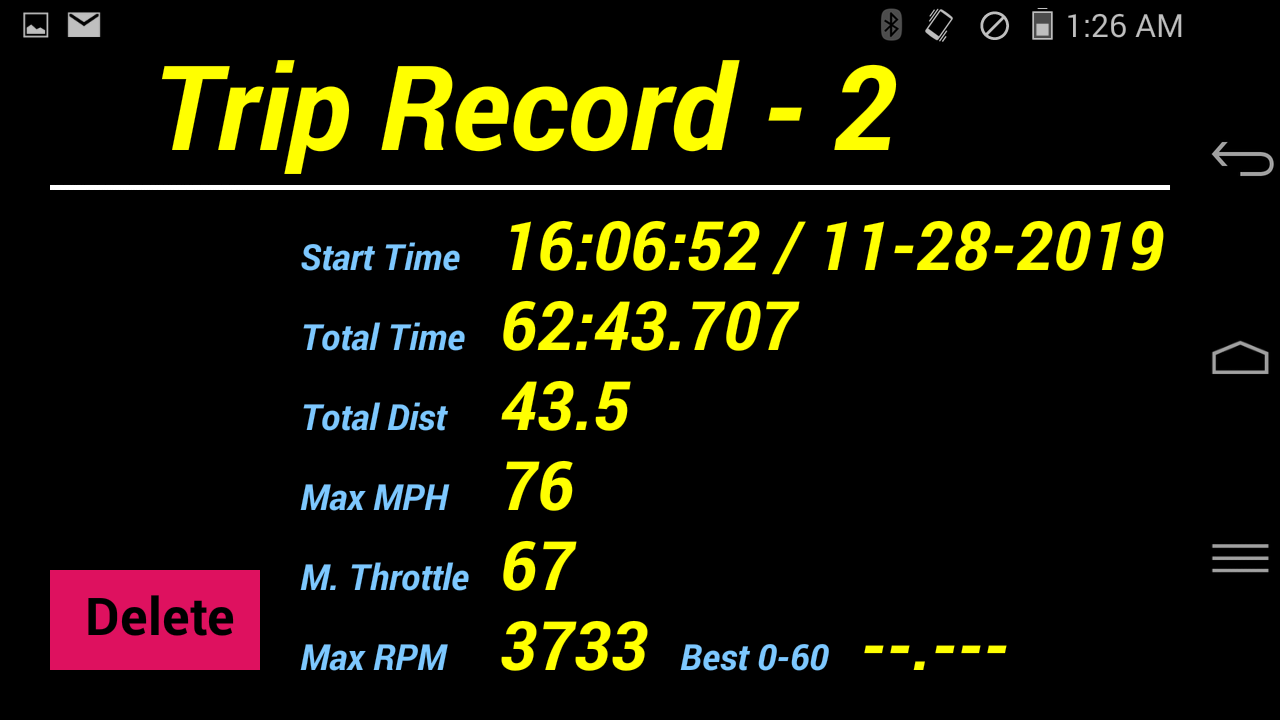 1:26 AM
Trip Record - 2
Start Time 16:06:52 / 11-28-2019
Total Time 62:43.707
Total Dist 43.5
Max MPH 76
M. Throttle 67
Delete
Max RPM 3733 Best 0-60 --.---